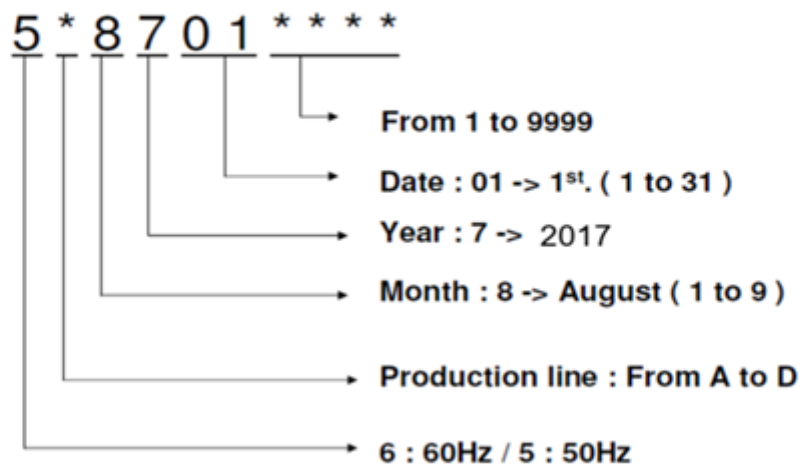 5 * 8 7 0 1 * * * *
From 1 to 9999
Date : 01 -> 1st. ( 1 to 31 )
Year : 7 -> 2017
Month : 8 -> August ( 1 to 9 )
Production line : From A to D
6 : 60Hz / 5 : 50Hz